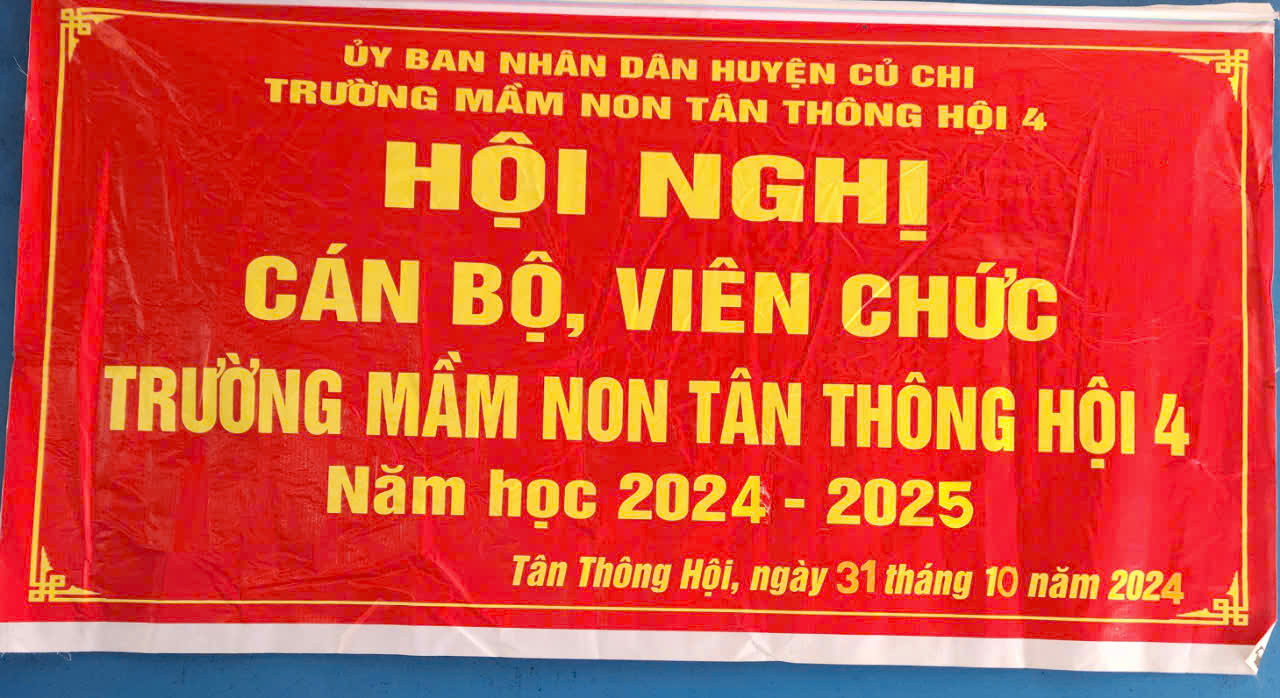 ỦY BAN NHÂN DÂN HUYỆN CỦ CHI
TRƯỜNG MẦM NON TÂN THÔNG HỘI 4
HỘI NGHỊ
CÁN BỘ, VIÊN CHỨC
TRƯỜNG MẦM NON TÂN THÔNG HỘI 4
Năm học 2024 - 2025
Tân Thông Hội, ngày 31 tháng 10 năm 2024